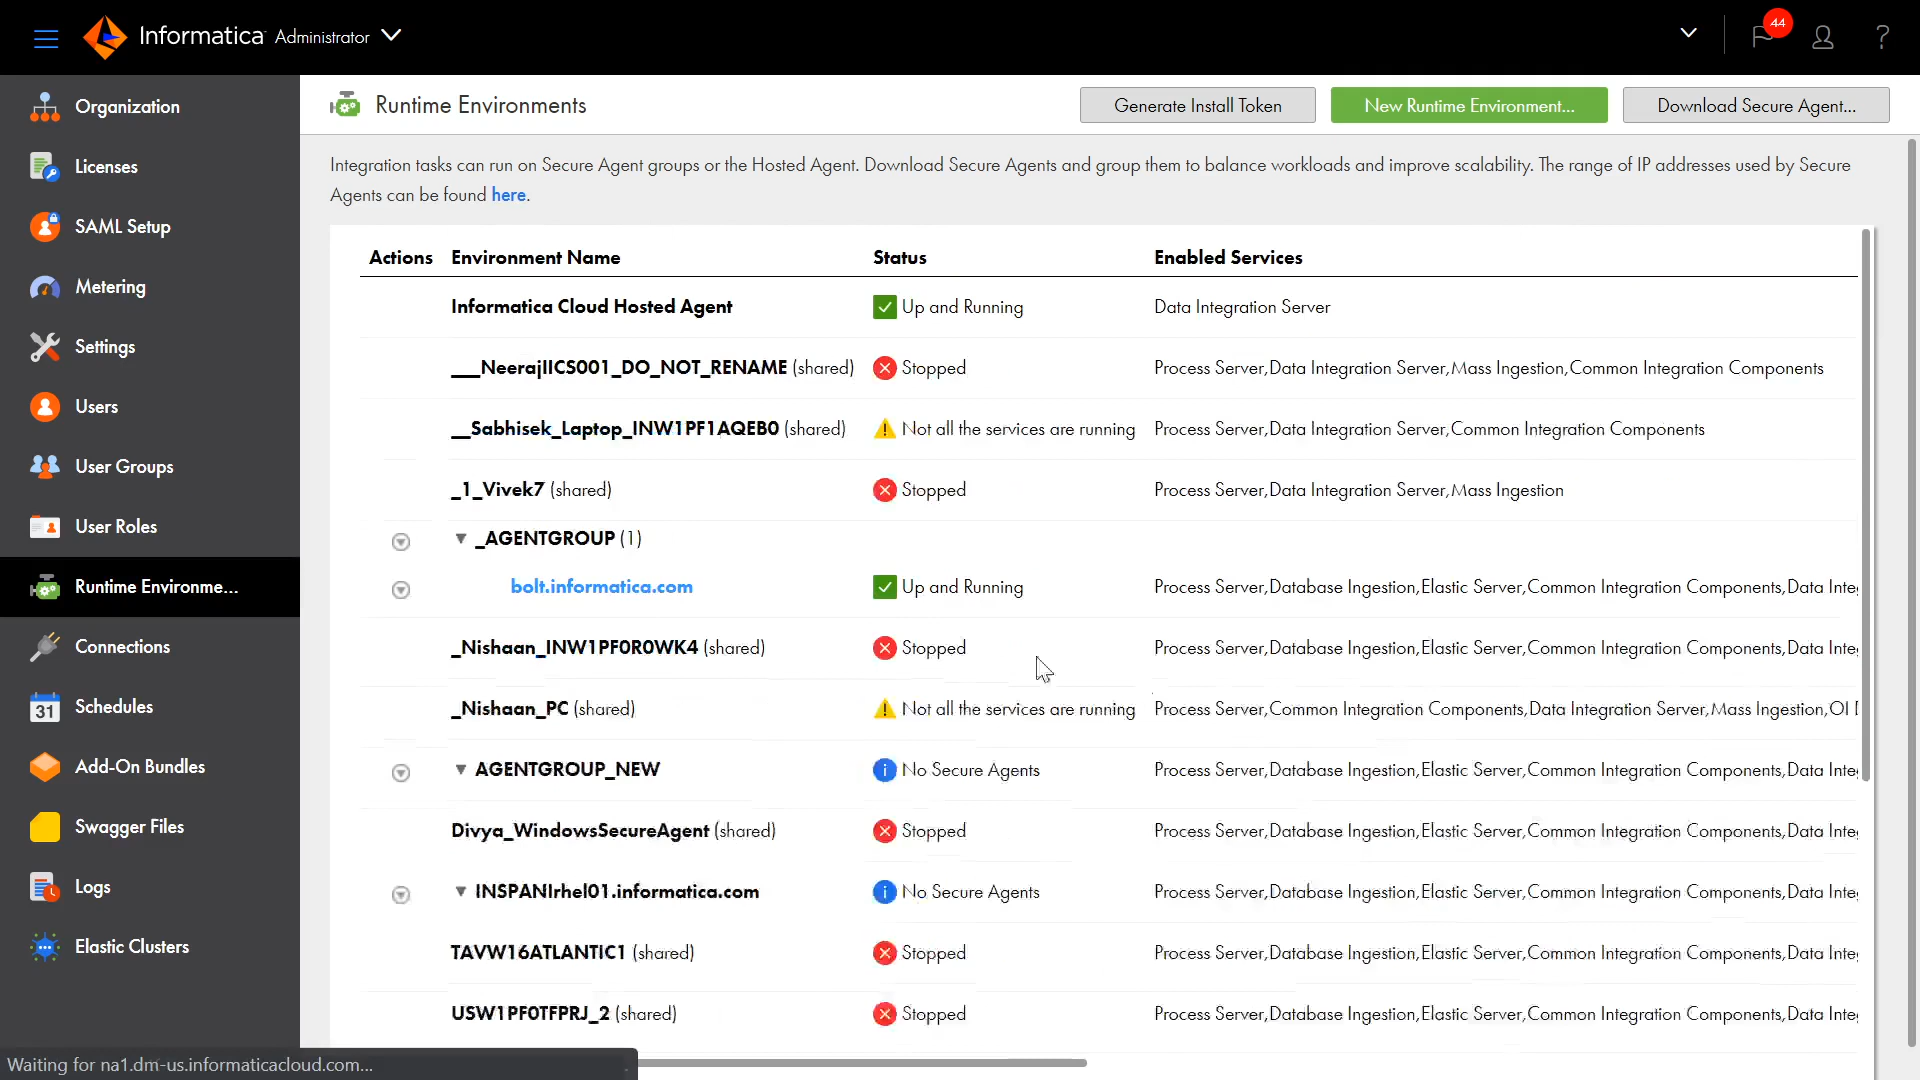 Informatica Administrator
44
?
Organization
Licenses
SAML Setup
Metering
Settings
Users
User Groups
User Roles
Runtime Environme...
Connections
31 Schedules
Add-On Bundles
Swagger Files
Logs
Elastic Clusters
Runtime Environments
Generate Install Token
New Runtime Environment...
Download Secure Agent...
Integration tasks can run on Secure Agent groups or the Hosted Agent. Download Secure Agents and group them to balance workloads and improve scalability. The range of IP addresses used by Secure
Agents can be found here.
Actions Environment Name Status Enabled Services
Informatica Cloud Hosted Agent Up and Running Data Integration Server
___NeerajIICS001_DO_NOT_RENAME (shared) Stopped Process Server,Data Integration Server,Mass Ingestion,Common Integration Components
__Sabhisek_Laptop_INW1PF1AQEB0 (shared) Not all the services are running Process Server,Data Integration Server,Common Integration Components
_1_Vivek7 (shared) Stopped Process Server,Data Integration Server,Mass Ingestion
_AGENTGROUP (1)
bolt.informatica.com Up and Running Process Server,Database Ingestion,Elastic Server,Common Integration Components,Data Inte
_Nishaan_INW1PF0R0WK4 (shared) Stopped Process Server,Database Ingestion,Elastic Server,Common Integration Components,Data Inte
_Nishaan_PC (shared) Not all the services are running Process Server,Common Integration Components,Data Integration Server,Mass Ingestion,OI
AGENTGROUP_NEW No Secure Agents Process Server,Database Ingestion,Elastic Server,Common Integration Components,Data Inte
Divya_WindowsSecureAgent (shared) Stopped Process Server,Database Ingestion,Elastic Server,Common Integration Components,Data Inte
INSPANIrhel01.informatica.com No Secure Agents Process Server,Database Ingestion,Elastic Server,Common Integration Components,Data Inte
TAVW16ATLANTIC1 (shared) Stopped Process Server,Database Ingestion,Elastic Server,Common Integration Components,Data Inte
USW1PF0TFPRJ_2 (shared) Stopped Process Server,Database Ingestion,Elastic Server,Common Integration Components,Data Inte
Waiting for na1.dm-us.informaticacloud.com...